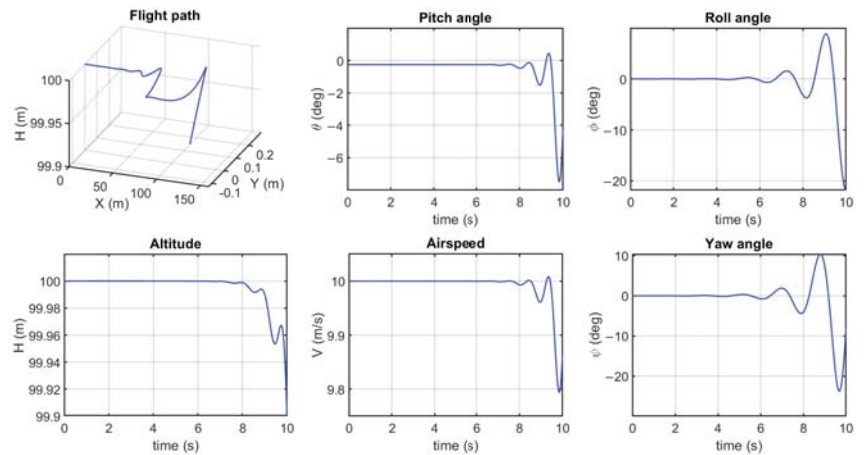 Flight path
H (m)
100
99.95
99.9
0
50
100
150
X (m)
-0.1
0
0.1
0.2
Y (m)
Pitch angle
θ (deg)
0
−2
−4
−6
0 2 4 6 8 10
time (s)
Roll angle
ϕ (deg)
0
−10
−20
0 2 4 6 8 10
time (s)
Altitude
H (m)
100
99.98
99.96
99.94
99.92
99.9
0 2 4 6 8 10
time (s)
Airspeed
V (m/s)
10
9.9
9.8
0 2 4 6 8 10
time (s)
Yaw angle
ψ (deg)
10
0
−10
−20
0 2 4 6 8 10
time (s)